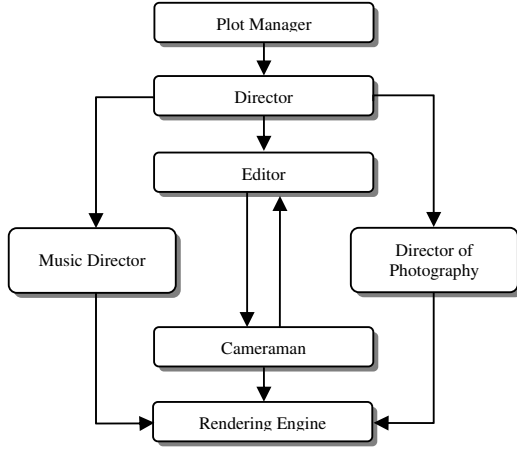 Plot Manager
Director
Editor
Music Director
Director of
Photography
Cameraman
Rendering Engine